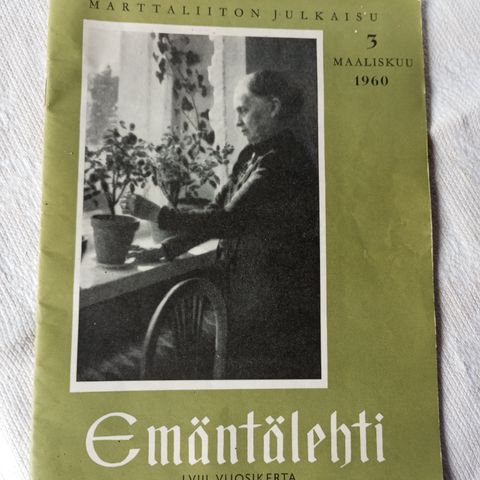 MARTTALIITON JULKAISU
3
MAALISKUU
1960
Emäntälehti
LVIII VUOSIKERTA